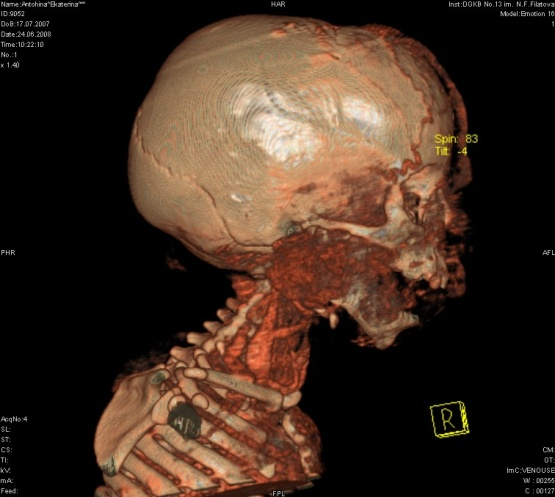 Name:Antohina*Ekaterina***
ID:9052
DoB:17.07.2007
Date:24.06.2008
Time:10:22:10
No.:1
x 1.40
HAR
Inst:DGKB No.13 im. N.F.Filatova
Model:Emotion 16
1
Spin: 83
Tilt: -4
PHR
AFL
R
AcqNo:4
SL:
ST:
CS:
TI:
kV:
mA:
Feed:
-FPL
CM:
GT:
ImC:VENOUSE
W : 00255
C : 00127